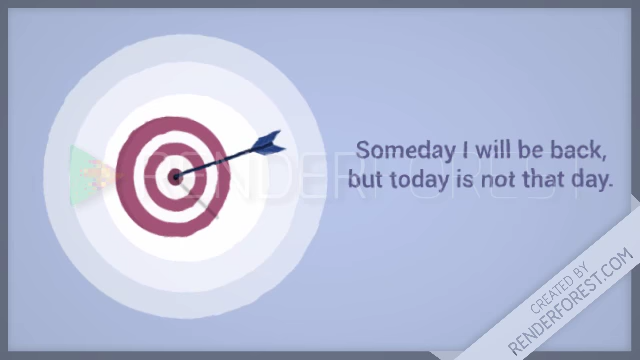 Someday I will be back,
but today is not that day.
RENDERFOREST
CREATED BY
RENDERFOREST.COM